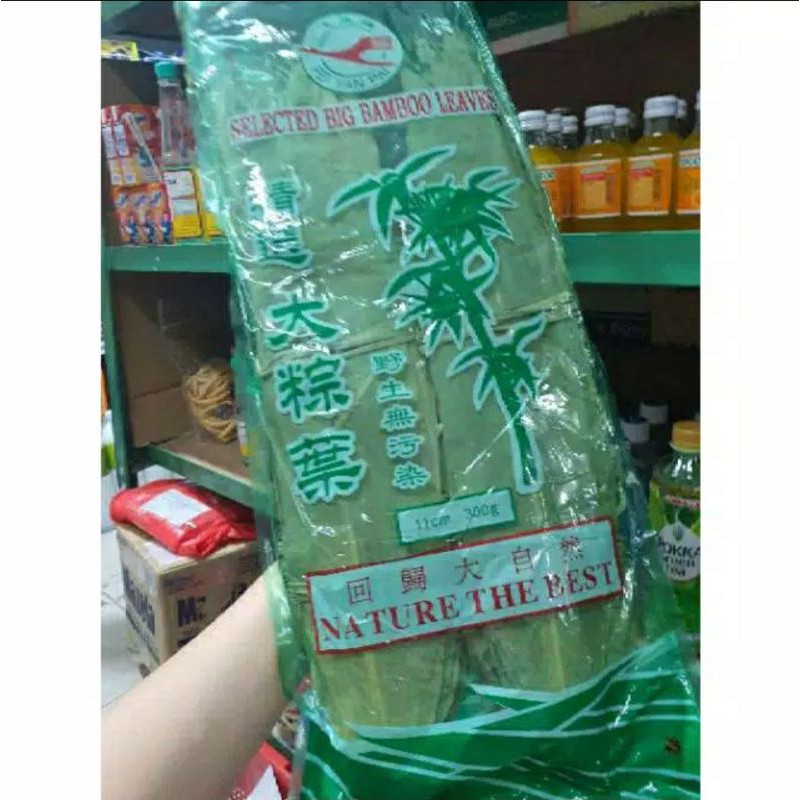 SELECTED BIG BAMBOO LEAVES
精選大粽葉
野生無污染
11cm 300g
回歸大自然
NATURE THE BEST
POKKA